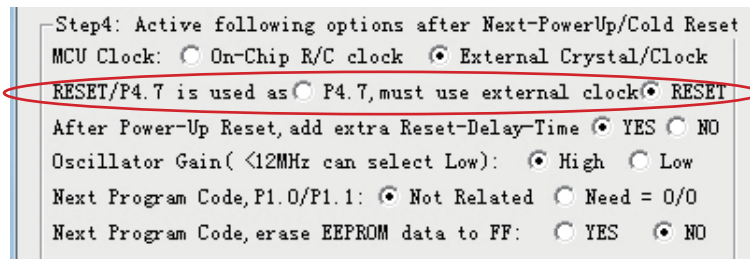 Step4: Active following options after Next-PowerUp/Cold Reset
MCU Clock: On-Chip R/C clock External Crystal/Clock
RESET/P4.7 is used as P4.7,must use external clock RESET
After Power-Up Reset,add extra Reset-Delay-Time YES NO
Oscillator Gain( <12MHz can select Low): High Low
Next Program Code,P1.0/P1.1: Not Related Need = 0/0
Next Program Code,erase EEPROM data to FF: YES NO